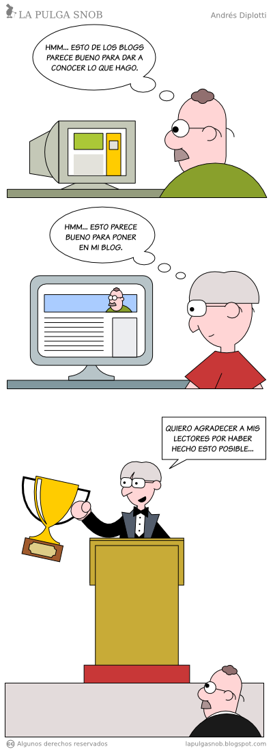 LA PULGA SNOB
Andrés Diplotti
HMM... ESTO DE LOS BLOGS
PARECE BUENO PARA DAR A
CONOCER LO QUE HAGO.
HMM... ESTO PARECE
BUENO PARA PONER
EN MI BLOG.
QUIERO AGRADECER A MIS
LECTORES POR HABER
HECHO ESTO POSIBLE...
Algunos derechos reservados
lapulgasnob.blogspot.com